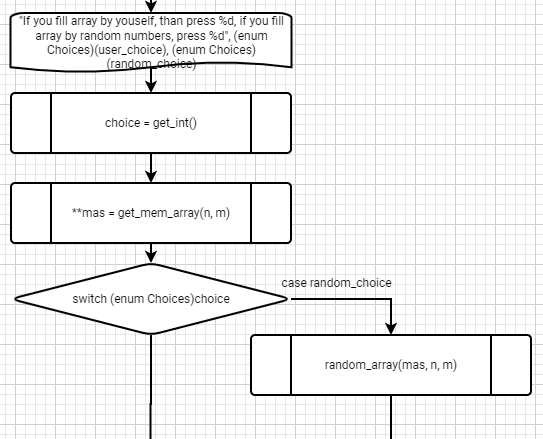 "If you fill array by youself, than press %d, if you fill
array by random numbers, press %d", (enum
Choices)(user_choice), (enum Choices)
(random_choice)
choice = get_int()
**mas = get_mem_array(n, m)
switch (enum Choices)choice
case random_choice
random_array(mas, n, m)